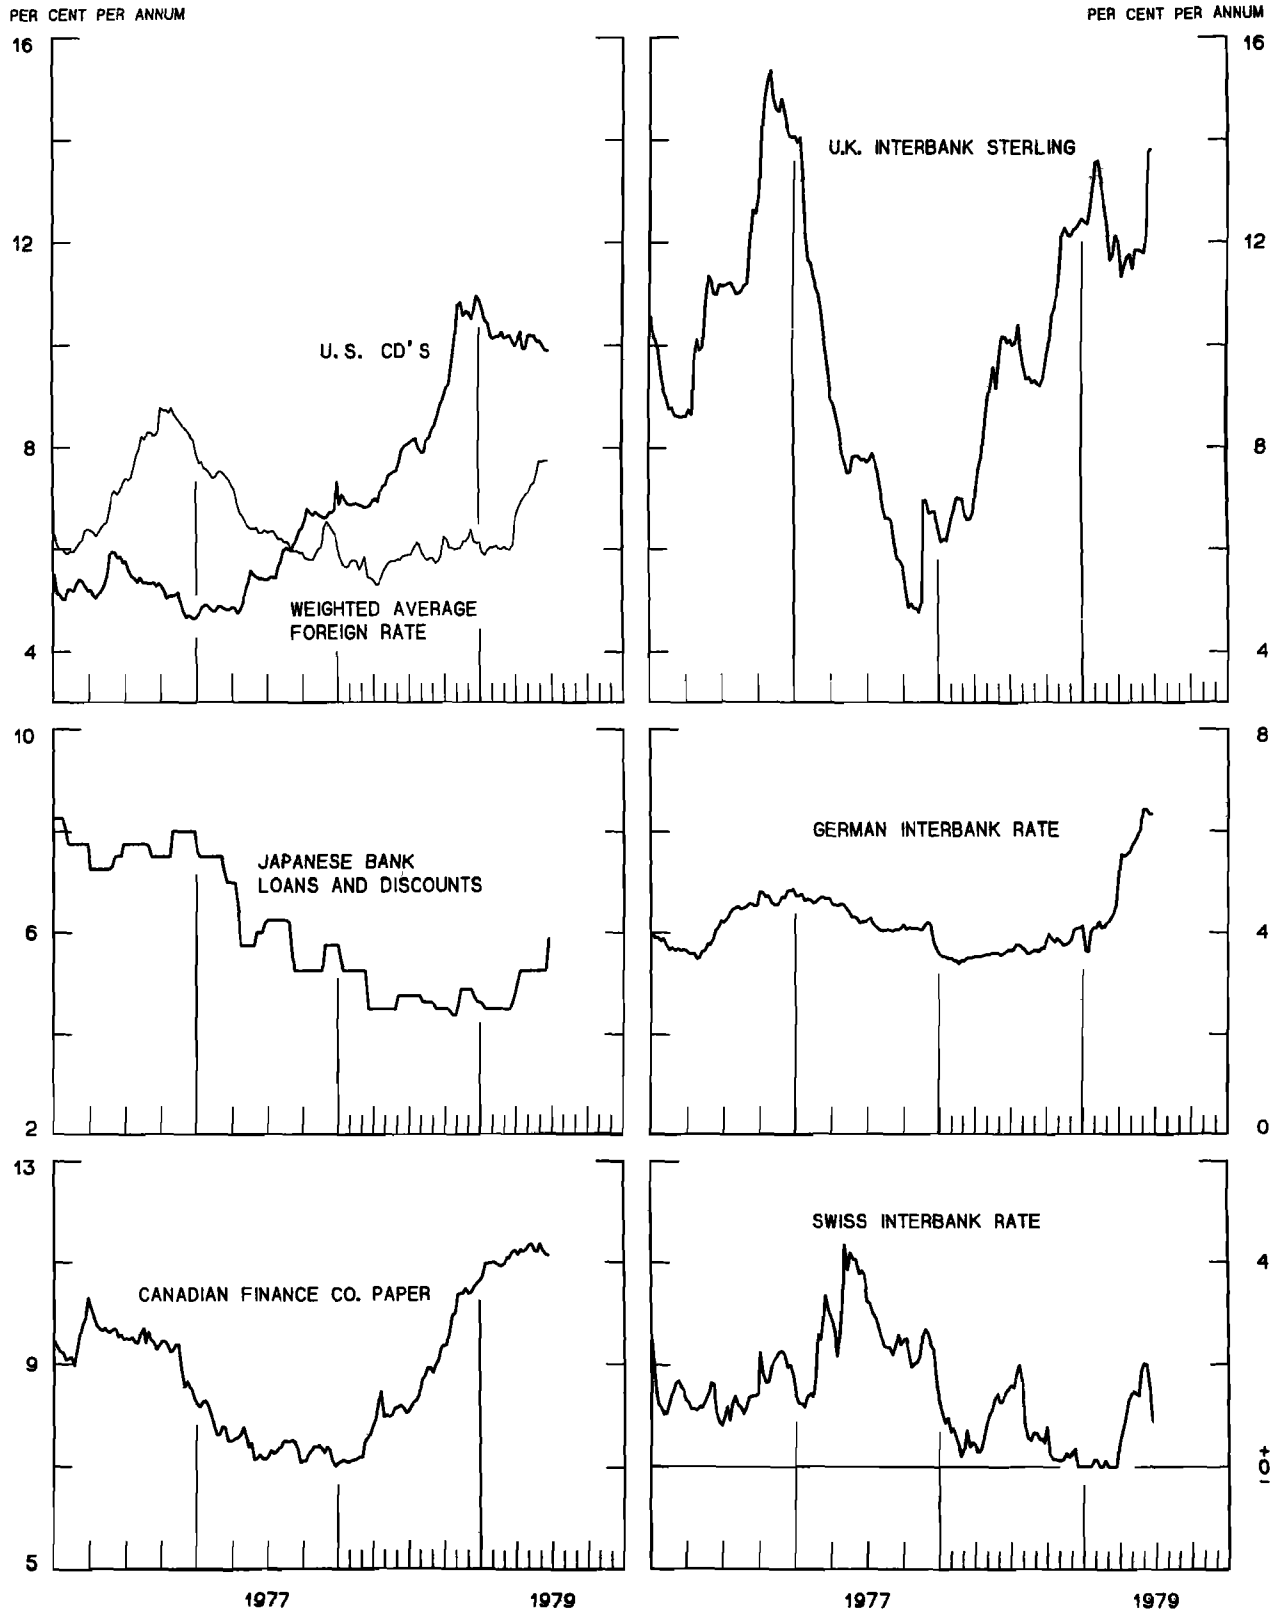 PER CENT PER ANNUM
PER CENT PER ANNUM
16
12
8
4
U.S. CD'S
WEIGHTED AVERAGE
FOREIGN RATE
16
12
8
4
U.K. INTERBANK STERLING
10
6
2
JAPANESE BANK
LOANS AND DISCOUNTS
8
4
0
GERMAN INTERBANK RATE
13
9
5
CANADIAN FINANCE CO. PAPER
4
+
0
−
SWISS INTERBANK RATE
1977
1979
1977
1979